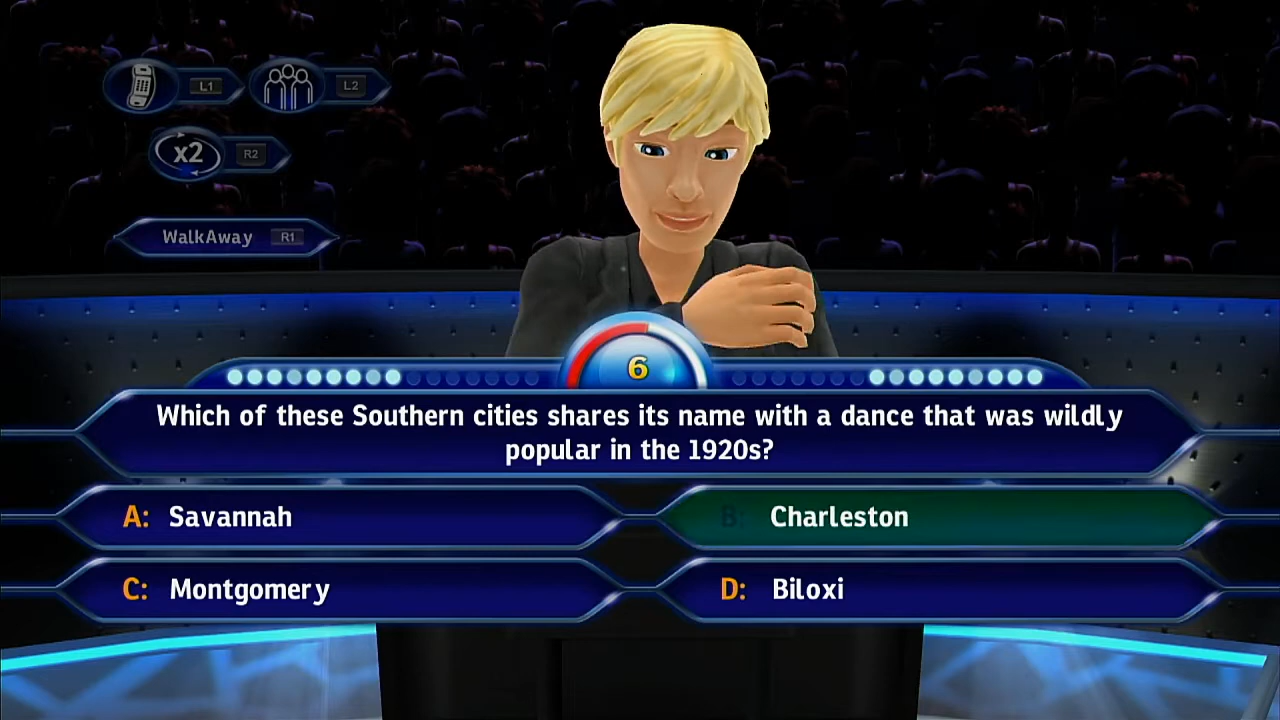 L1
L2
x2
R2
WalkAway R1
6
Which of these Southern cities shares its name with a dance that was wildly
popular in the 1920s?
A: Savannah
B: Charleston
C: Montgomery
D: Biloxi